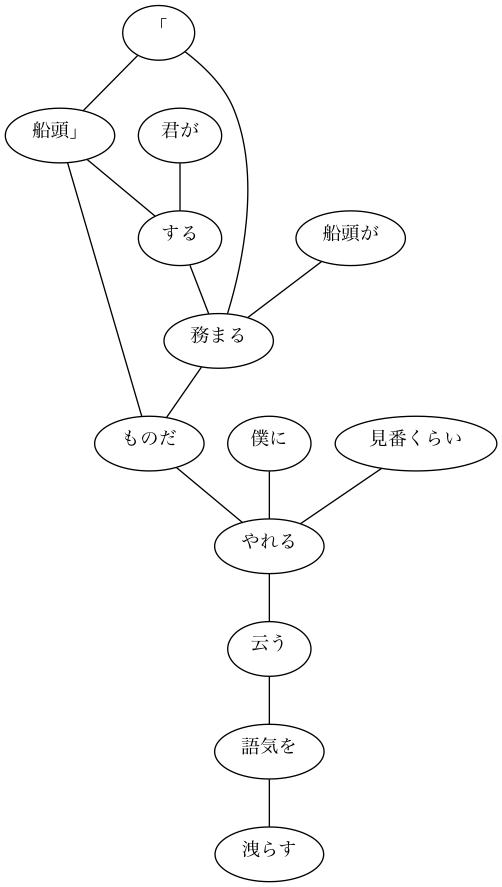 「
船頭」
君が
する
船頭が
務まる
ものだ
僕に
見番くらい
やれる
云う
語気を
洩らす